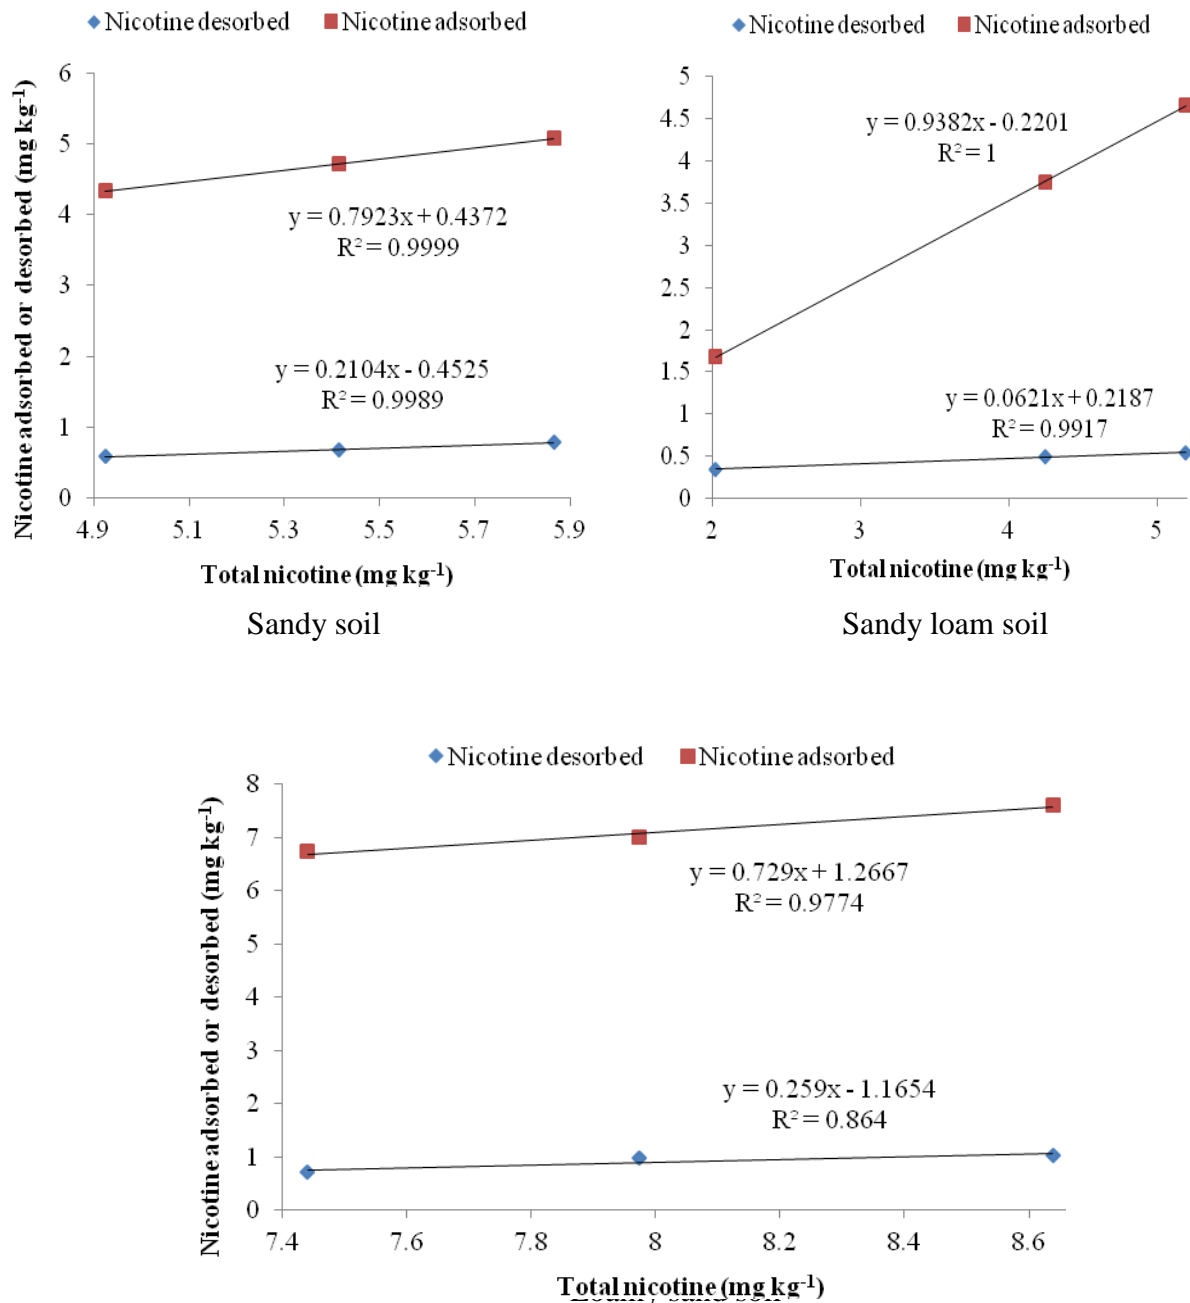 Nicotine desorbed Nicotine adsorbed
Nicotine adsorbed or desorbed (mg kg⁻¹)
6
5
4
3
2
1
0
y = 0.7923x + 0.4372
R² = 0.9999
y = 0.2104x - 0.4525
R² = 0.9989
4.9 5.1 5.3 5.5 5.7 5.9
Total nicotine (mg kg⁻¹)
Sandy soil
Nicotine desorbed Nicotine adsorbed
5
4.5
4
3.5
3
2.5
2
1.5
1
0.5
0
y = 0.9382x - 0.2201
R² = 1
y = 0.0621x + 0.2187
R² = 0.9917
2 3 4 5
Total nicotine (mg kg⁻¹)
Sandy loam soil
Nicotine desorbed Nicotine adsorbed
Nicotine adsorbed or desorbed (mg kg⁻¹)
8
7
6
5
4
3
2
1
0
y = 0.729x + 1.2667
R² = 0.9774
y = 0.259x - 1.1654
R² = 0.864
7.4 7.6 7.8 8 8.2 8.4 8.6
Total nicotine (mg kg⁻¹)